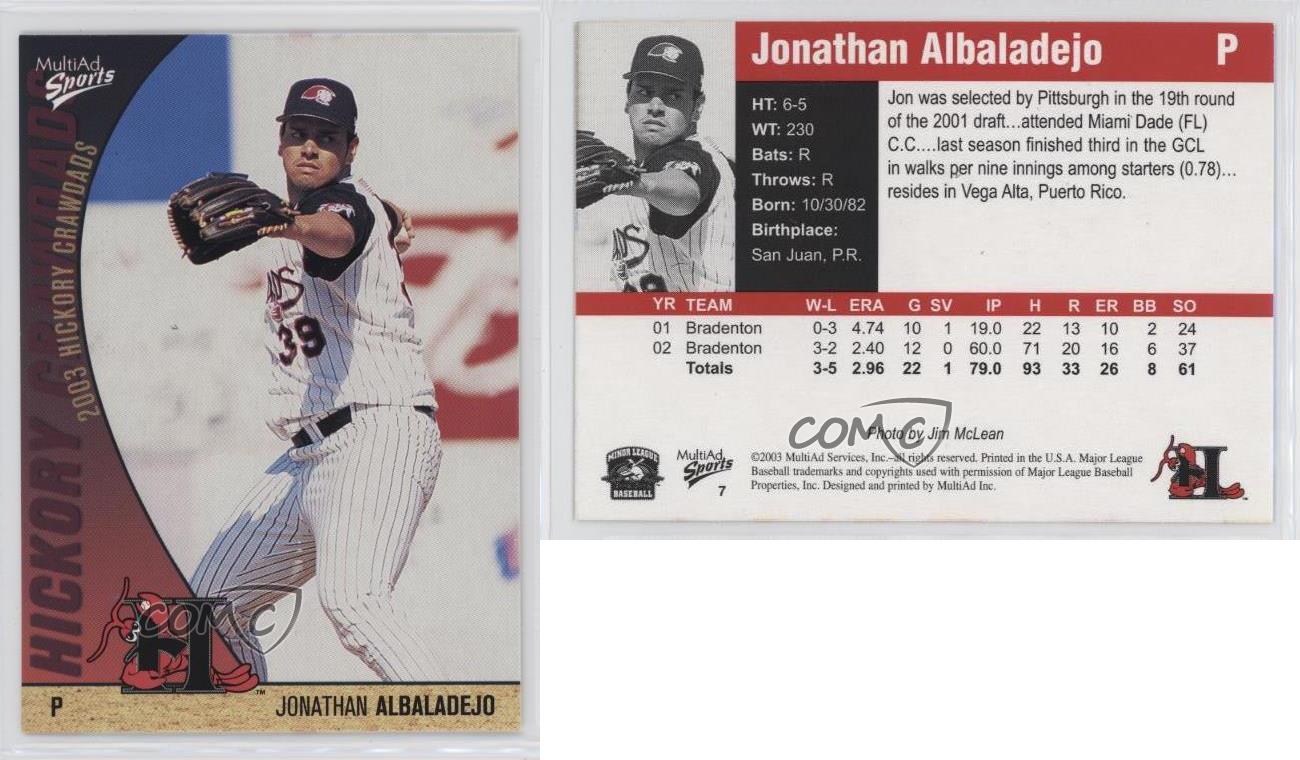 MultiAd
Sports
HICKORY CRAWDADS
2003 HICKORY CRAWDADS
39
COMC
H
™
P
JONATHAN ALBALADEJO
Jonathan Albaladejo P
HT: 6-5
WT: 230
Bats: R
Throws: R
Born: 10/30/82
Birthplace:
San Juan, P.R.
Jon was selected by Pittsburgh in the 19th round
of the 2001 draft...attended Miami Dade (FL)
C.C....last season finished third in the GCL
in walks per nine innings among starters (0.78)...
resides in Vega Alta, Puerto Rico.
YR TEAM W-L ERA G SV IP H R ER BB SO
01 Bradenton 0-3 4.74 10 1 19.0 22 13 10 2 24
02 Bradenton 3-2 2.40 12 0 60.0 71 20 16 6 37
Totals 3-5 2.96 22 1 79.0 93 33 26 8 61
COMC
Photo by Jim McLean
MINOR LEAGUE
BASEBALL
MultiAd
Sports
7
©2003 MultiAd Services, Inc.–all rights reserved. Printed in the U.S.A. Major League
Baseball trademarks and copyrights used with permission of Major League Baseball
Properties, Inc. Designed and printed by MultiAd Inc.
H
™